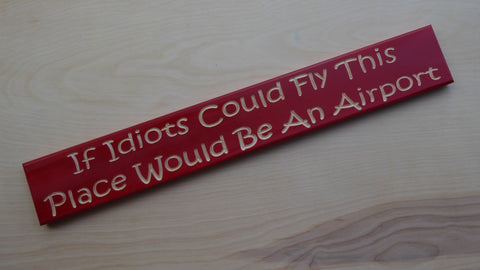 If Idiots Could Fly This
Place Would Be An Airport